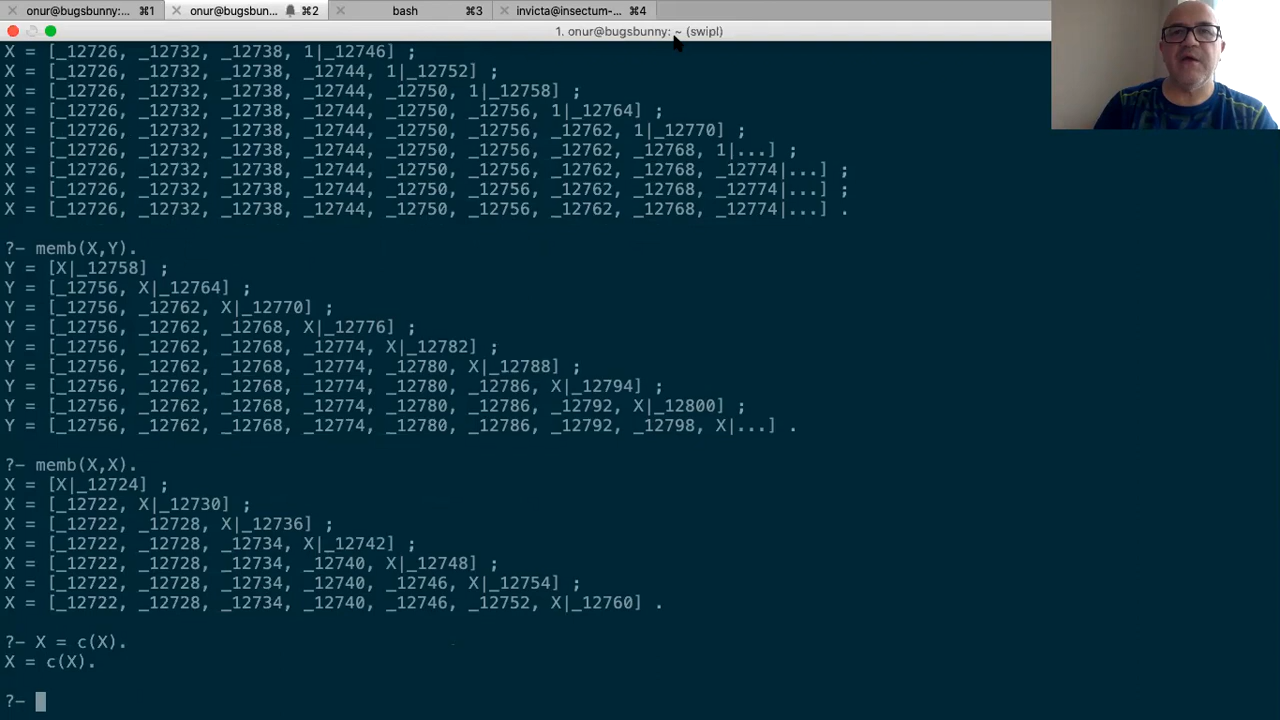 onur@bugsbunny:... ⌘1
onur@bugsbun... ⌘2
bash ⌘3
invicta@insectum-... ⌘4
1. onur@bugsbunny: ~ (swipl)
X = [_12726, _12732, _12738, 1|_12746] ;
X = [_12726, _12732, _12738, _12744, 1|_12752] ;
X = [_12726, _12732, _12738, _12744, _12750, 1|_12758] ;
X = [_12726, _12732, _12738, _12744, _12750, _12756, 1|_12764] ;
X = [_12726, _12732, _12738, _12744, _12750, _12756, _12762, 1|_12770] ;
X = [_12726, _12732, _12738, _12744, _12750, _12756, _12762, _12768, 1|...] ;
X = [_12726, _12732, _12738, _12744, _12750, _12756, _12762, _12768, _12774|...] ;
X = [_12726, _12732, _12738, _12744, _12750, _12756, _12762, _12768, _12774|...] ;
X = [_12726, _12732, _12738, _12744, _12750, _12756, _12762, _12768, _12774|...] .
?- memb(X,Y).
Y = [X|_12758] ;
Y = [_12756, X|_12764] ;
Y = [_12756, _12762, X|_12770] ;
Y = [_12756, _12762, _12768, X|_12776] ;
Y = [_12756, _12762, _12768, _12774, X|_12782] ;
Y = [_12756, _12762, _12768, _12774, _12780, X|_12788] ;
Y = [_12756, _12762, _12768, _12774, _12780, _12786, X|_12794] ;
Y = [_12756, _12762, _12768, _12774, _12780, _12786, _12792, X|_12800] ;
Y = [_12756, _12762, _12768, _12774, _12780, _12786, _12792, _12798, X|...] .
?- memb(X,X).
X = [X|_12724] ;
X = [_12722, X|_12730] ;
X = [_12722, _12728, X|_12736] ;
X = [_12722, _12728, _12734, X|_12742] ;
X = [_12722, _12728, _12734, _12740, X|_12748] ;
X = [_12722, _12728, _12734, _12740, _12746, X|_12754] ;
X = [_12722, _12728, _12734, _12740, _12746, _12752, X|_12760] .
?- X = c(X).
X = c(X).
?-